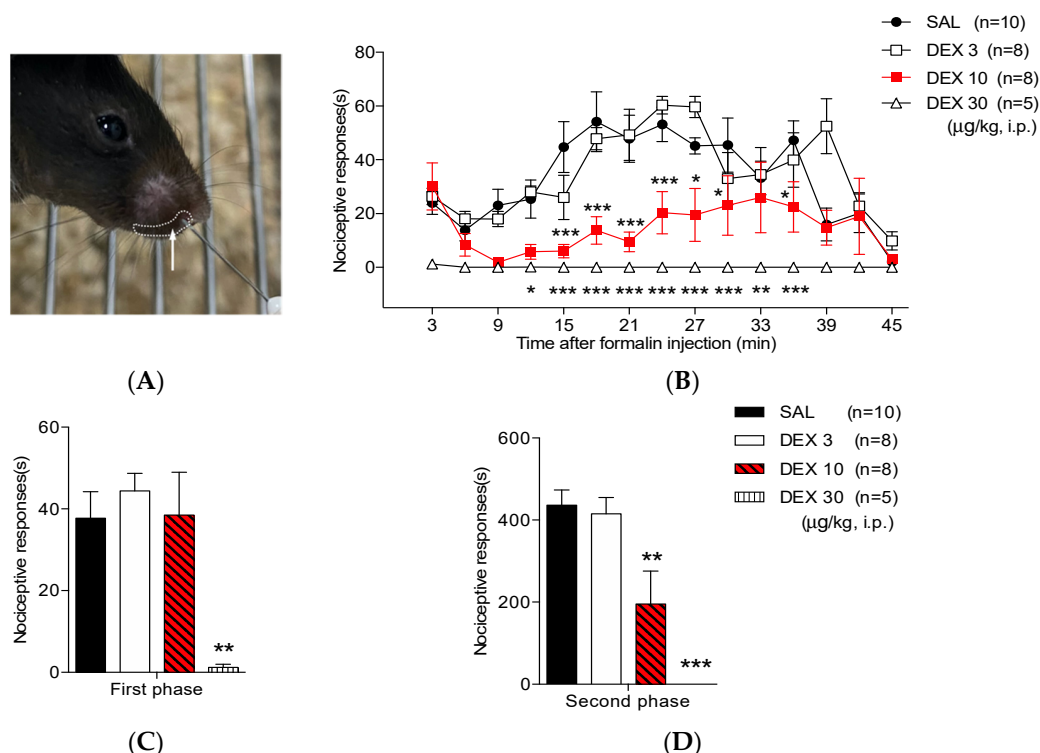 SAL (n=10)
DEX 3 (n=8)
DEX 10 (n=8)
DEX 30 (n=5)
(μg/kg, i.p.)
80
60
40
20
0
Nociceptive responses(s)
***
*
*
*
***
***
***
* *** *** *** *** *** *** ** ***
3 9 15 21 27 33 39 45
Time after formalin injection (min)
(A)
(B)
60
40
20
0
Nociceptive responses(s)
**
First phase
(C)
SAL (n=10)
DEX 3 (n=8)
DEX 10 (n=8)
DEX 30 (n=5)
(μg/kg, i.p.)
600
400
200
0
Nociceptive responses(s)
**
***
Second phase
(D)